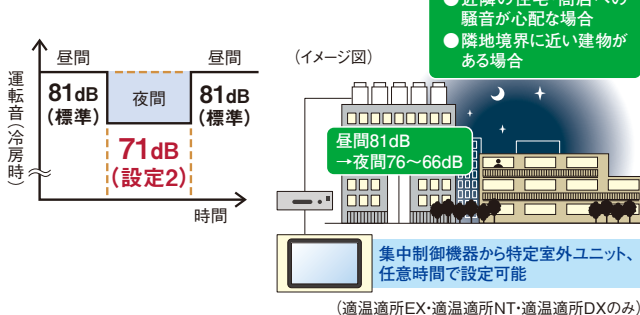 ●近隣の住宅・商店への
騒音が心配な場合
●隣地境界に近い建物が
ある場合
(イメージ図)
運転音(冷房時)
昼間
昼間
81dB
(標準)
夜間
81dB
(標準)
71dB
(設定2)
時間
昼間81dB
→夜間76〜66dB
集中制御機器から特定室外ユニット、
任意時間で設定可能
(適温適所EX・適温適所NT・適温適所DXのみ)